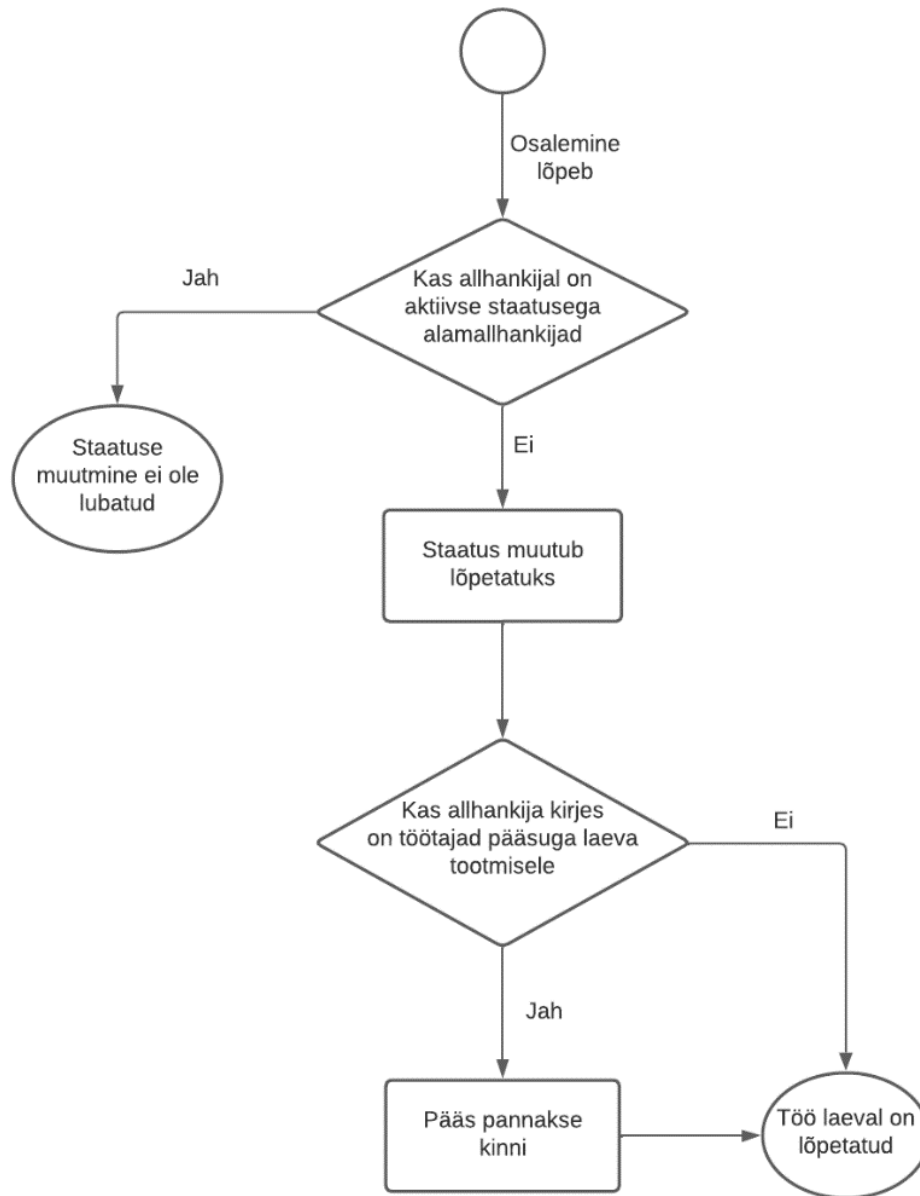 Osalemine
lõpeb
Kas allhankijal on
aktiivse staatusega
alamallhankijad
Jah
Ei
Staatuse
muutmine ei ole
lubatud
Staatus muutub
lõpetatuks
Kas allhankija kirjes
on töötajad pääsuga laeva
tootmisele
Ei
Jah
Pääs pannakse
kinni
Töö laeval on
lõpetatud